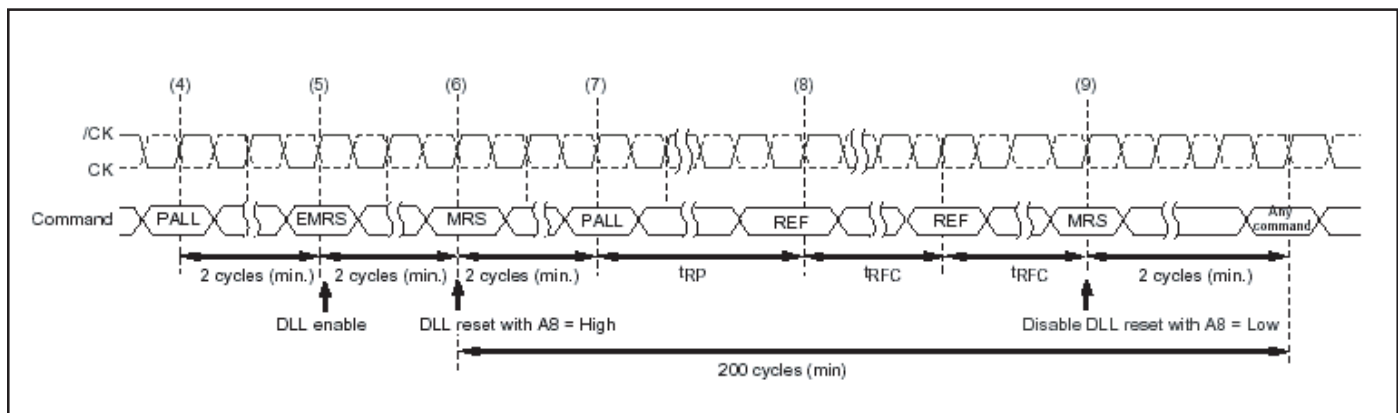 (4) (5) (6) (7) (8) (9)
/CK
CK
Command PALL EMRS MRS PALL REF REF MRS Any command
2 cycles (min.) 2 cycles (min.) 2 cycles (min.) tRP tRFC tRFC 2 cycles (min.)
DLL enable DLL reset with A8 = High Disable DLL reset with A8 = Low
200 cycles (min)